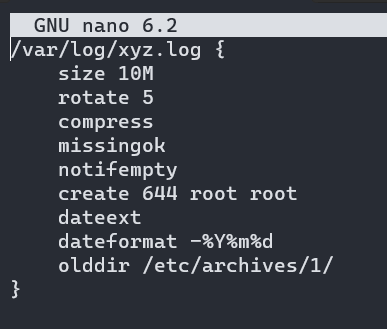 GNU nano 6.2
/var/log/xyz.log {
    size 10M
    rotate 5
    compress
    missingok
    notifempty
    create 644 root root
    dateext
    dateformat -%Y%m%d
    olddir /etc/archives/1/
}